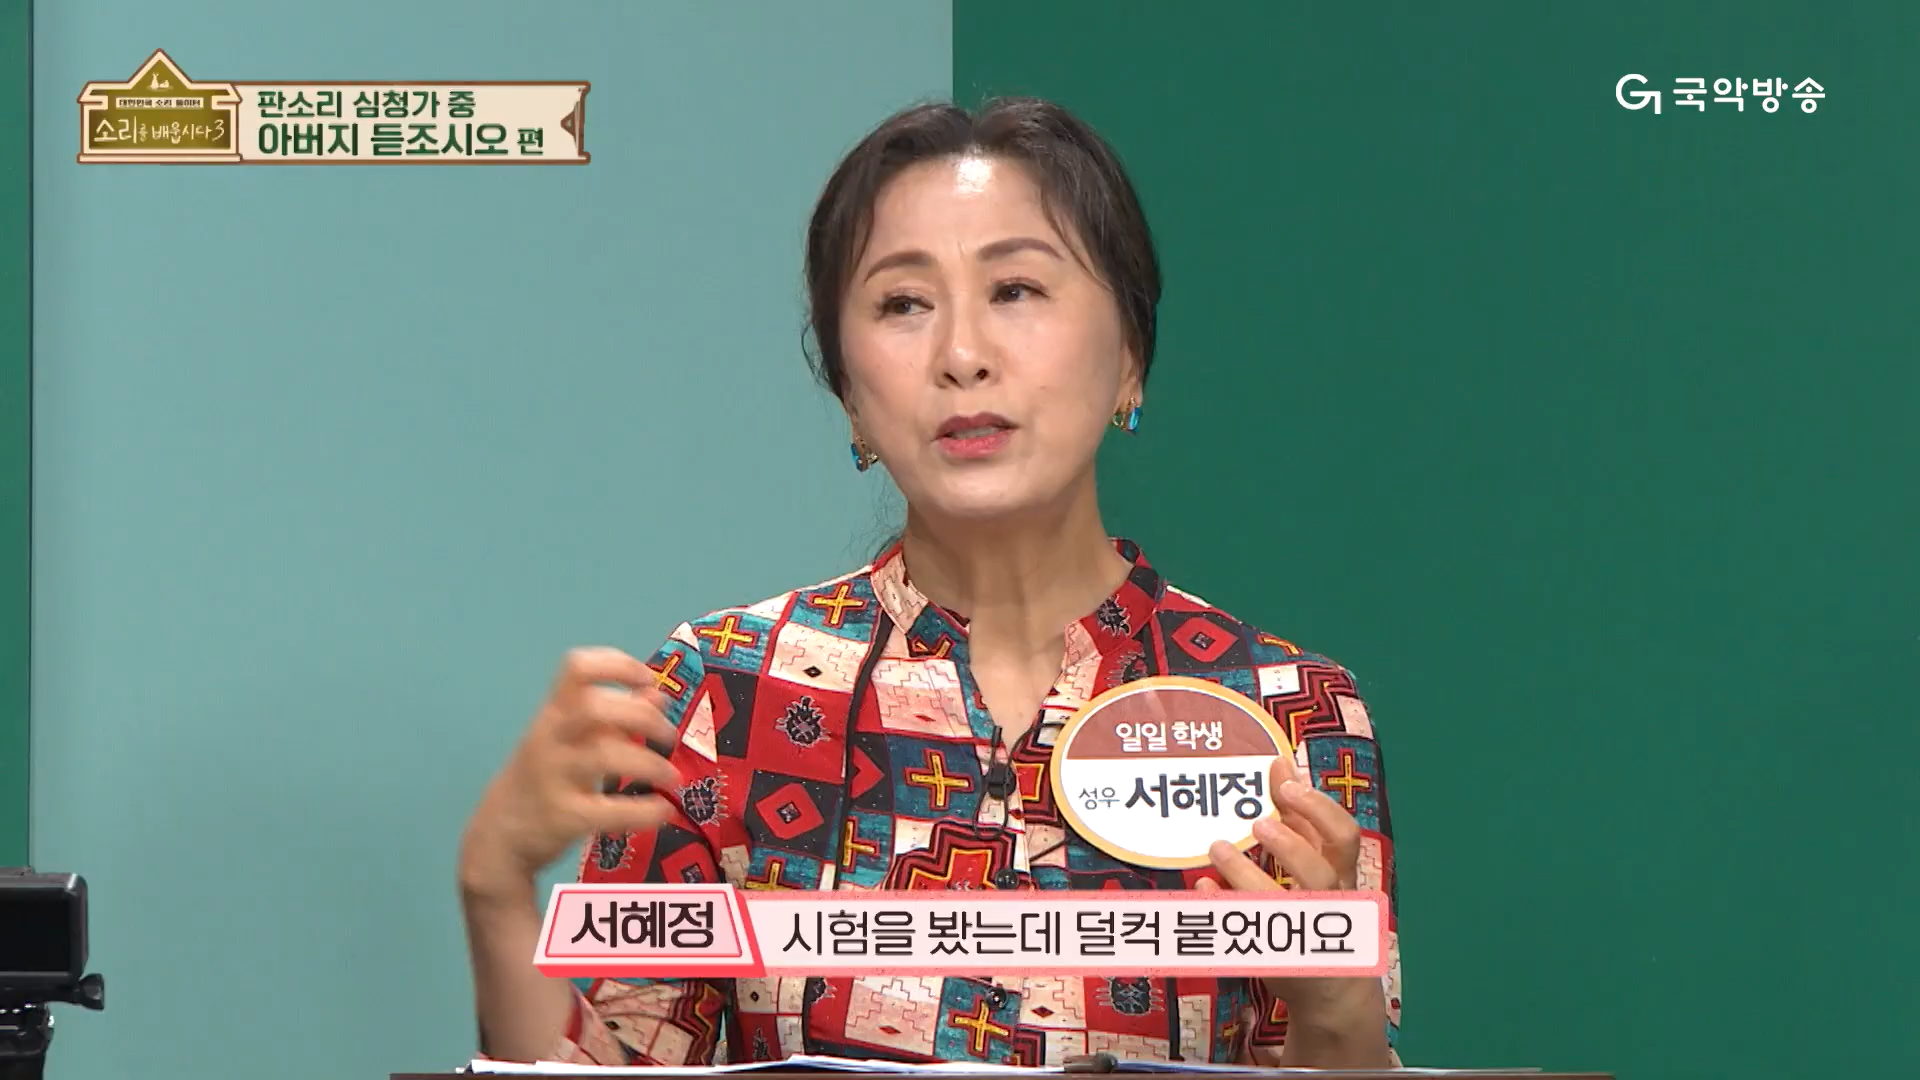 대한민국 소리 놀이터
소리를 배웁시다3
판소리 심청가 중
아버지 듣조시오 편
국악방송
일일 학생
성우 서혜정
서혜정 시험을 봤는데 덜컥 붙었어요